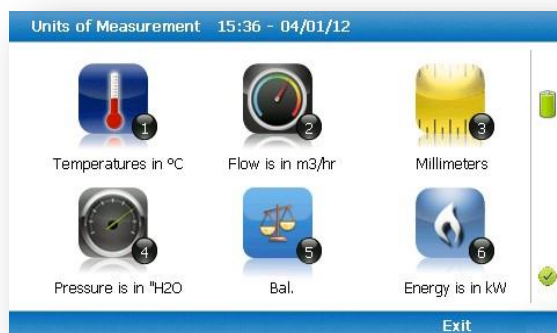 Units of Measurement 15:36 - 04/01/12
1 2 3
Temperatures in ºC Flow is in m3/hr Millimeters
4 5 6
Pressure is in "H2O Bal. Energy is in kW
Exit